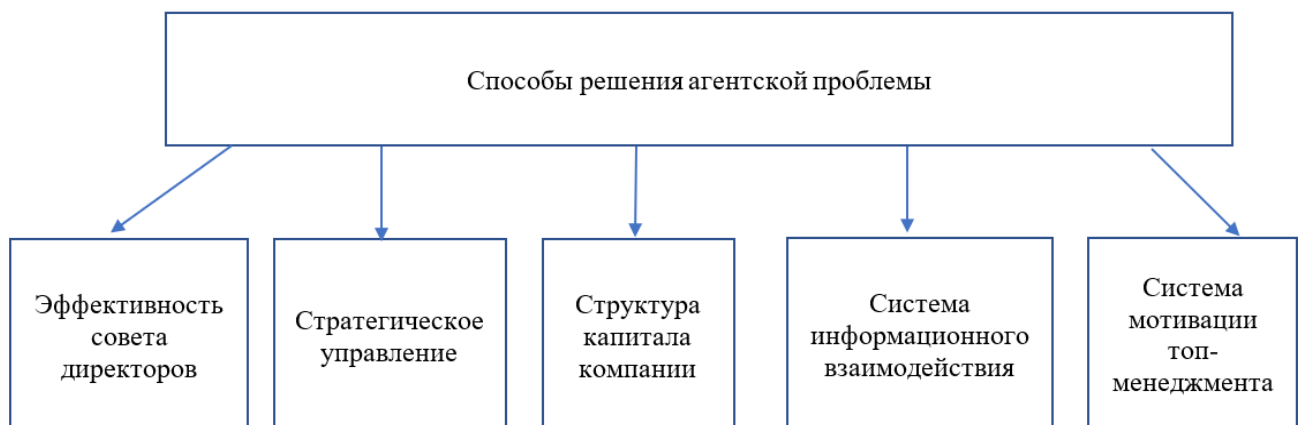 Способы решения агентской проблемы
Эффективность
совета
директоров
Стратегическое
управление
Структура
капитала
компании
Система
информационного
взаимодействия
Система
мотивации
топ-
менеджмента